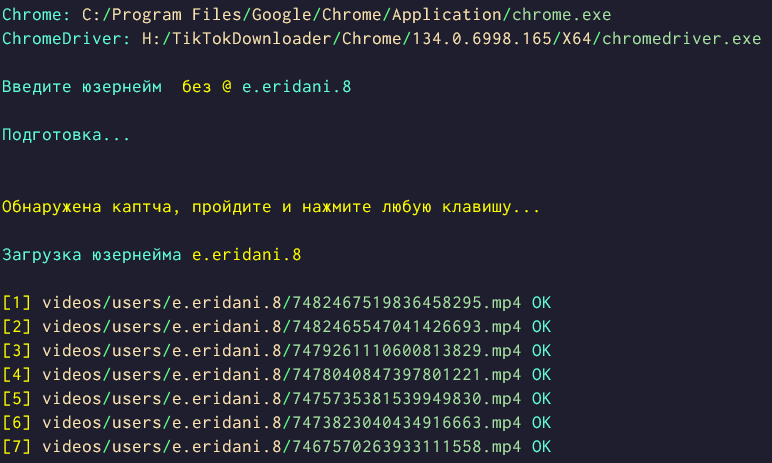 Chrome: C:/Program Files/Google/Chrome/Application/chrome.exe
ChromeDriver: H:/TikTokDownloader/Chrome/134.0.6998.165/X64/chromedriver.exe
Введите юзернейм  без @ e.eridani.8
Подготовка...
Обнаружена каптча, пройдите и нажмите любую клавишу...
Загрузка юзернейма e.eridani.8
[1] videos/users/e.eridani.8/7482467519836458295.mp4 OK
[2] videos/users/e.eridani.8/7482465547041426693.mp4 OK
[3] videos/users/e.eridani.8/7479261110600813829.mp4 OK
[4] videos/users/e.eridani.8/7478040847397801221.mp4 OK
[5] videos/users/e.eridani.8/7475735381539949830.mp4 OK
[6] videos/users/e.eridani.8/7473823040434916663.mp4 OK
[7] videos/users/e.eridani.8/7467570263933111558.mp4 OK